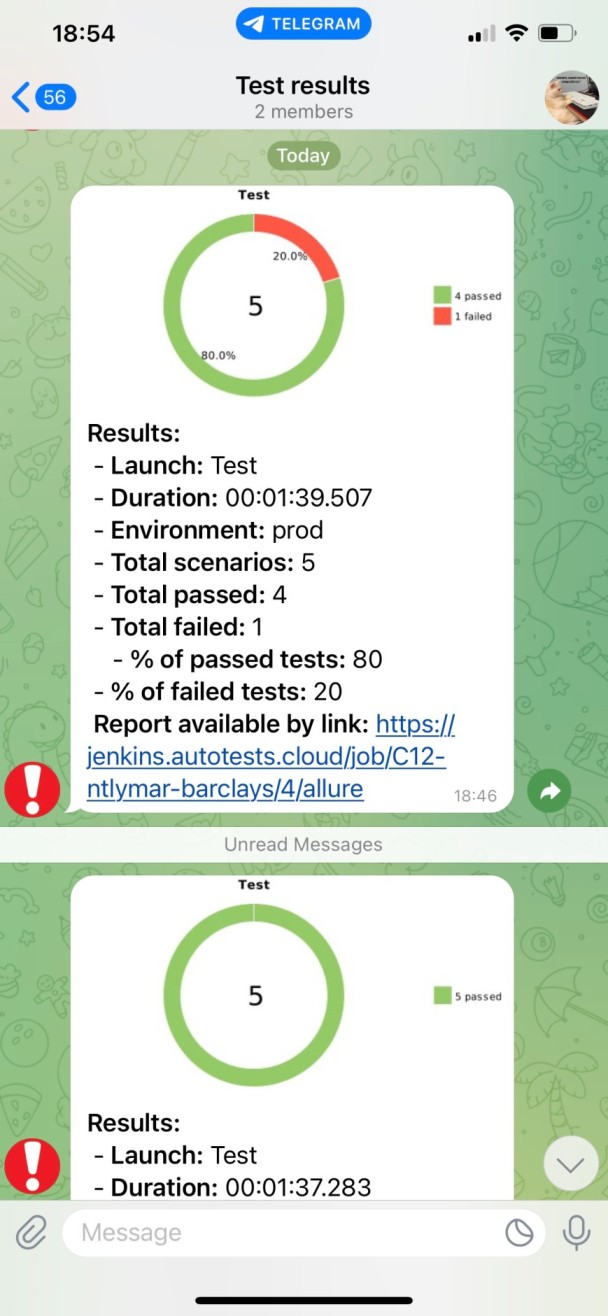 18:54
TELEGRAM
56
Test results
2 members
Today
Test
20.0%
5
80.0%
4 passed
1 failed
Results:
- Launch: Test
- Duration: 00:01:39.507
- Environment: prod
- Total scenarios: 5
- Total passed: 4
- Total failed: 1
- % of passed tests: 80
- % of failed tests: 20
Report available by link: https://
jenkins.autotests.cloud/job/C12-
ntlymar-barclays/4/allure
18:46
Unread Messages
Test
5
5 passed
Results:
- Launch: Test
- Duration: 00:01:37.283
Message